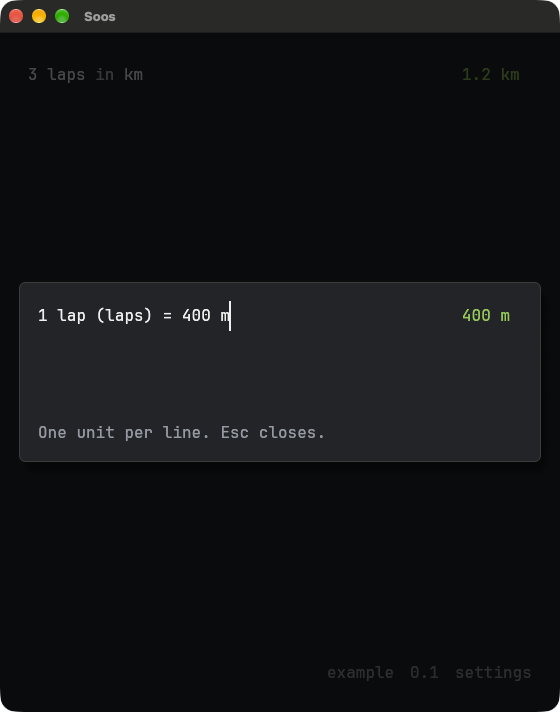 Soos
3 laps in km 1.2 km
1 lap (laps) = 400 m 400 m
One unit per line. Esc closes.
example 0.1 settings